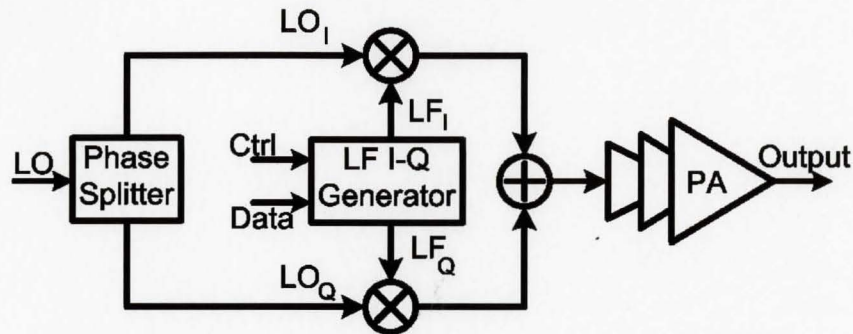 LO_I
LF_I
Ctrl
LO
Phase
Splitter
LF I-Q
Generator
Data
PA
Output
LF_Q
LO_Q